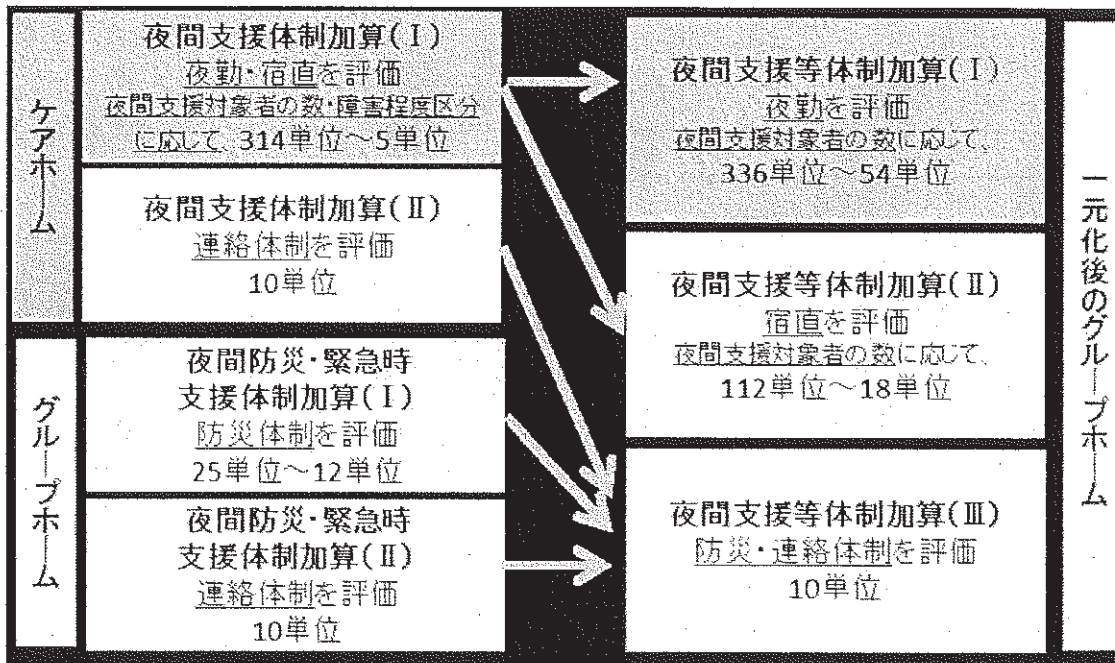 ケアホーム
夜間支援体制加算(Ⅰ)
夜勤・宿直を評価
夜間支援対象者の数・障害程度区分
に応じて、314単位～5単位
夜間支援体制加算(Ⅱ)
連絡体制を評価
10単位
グループホーム
夜間防災・緊急時
支援体制加算(Ⅰ)
防災体制を評価
25単位～12単位
夜間防災・緊急時
支援体制加算(Ⅱ)
連絡体制を評価
10単位
夜間支援等体制加算(Ⅰ)
夜勤を評価
夜間支援対象者の数に応じて、
336単位～54単位
夜間支援等体制加算(Ⅱ)
宿直を評価
夜間支援対象者の数に応じて、
112単位～18単位
夜間支援等体制加算(Ⅲ)
防災・連絡体制を評価
10単位
一元化後のグループホーム